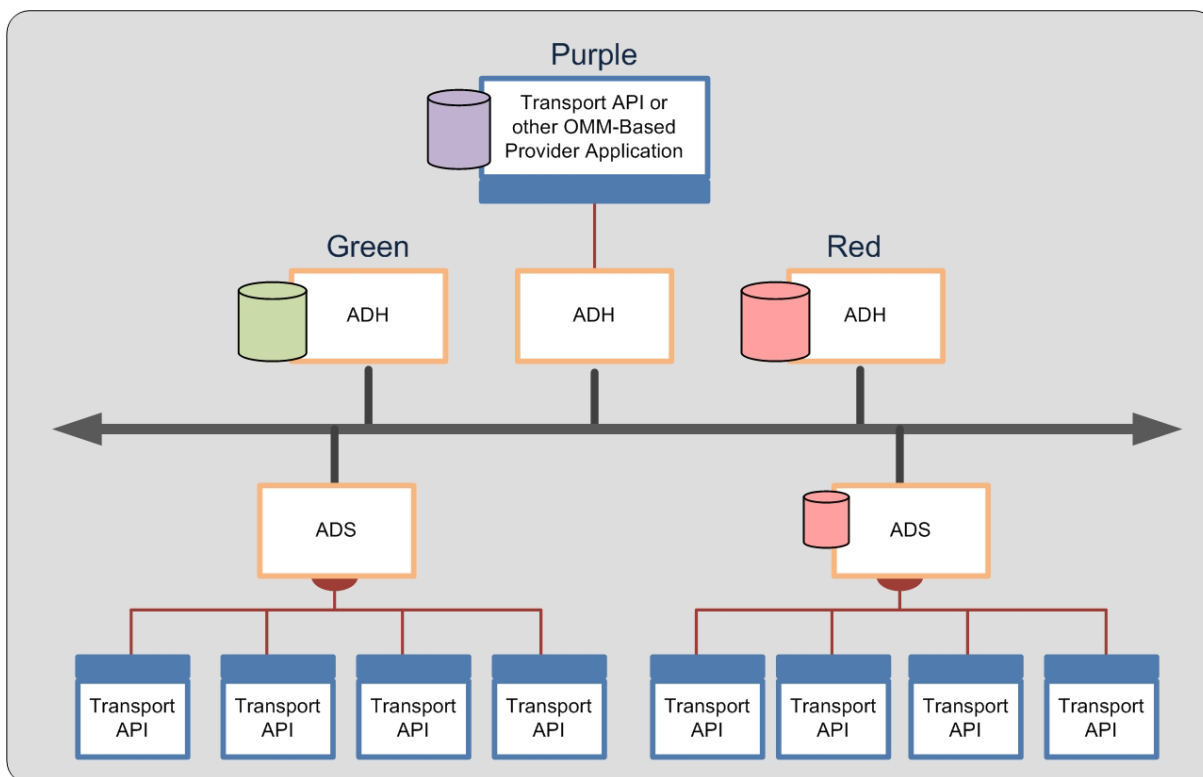 Purple
Transport API or
other OMM-Based
Provider Application
Green
Red
ADH
ADH
ADH
ADS
ADS
Transport
API
Transport
API
Transport
API
Transport
API
Transport
API
Transport
API
Transport
API
Transport
API